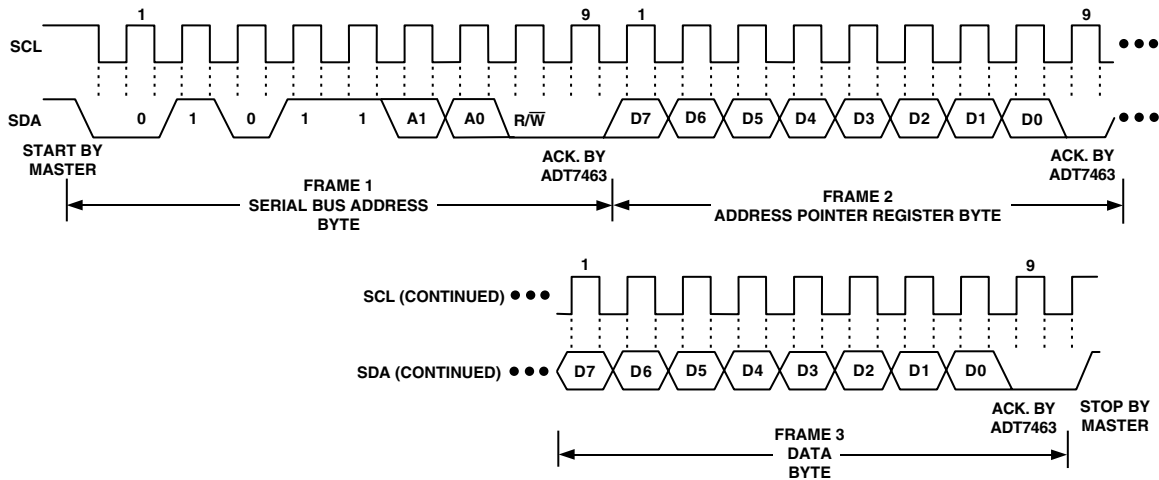 1 9 1 9
SCL
SDA 0 1 0 1 1 A1 A0 R/W̅ D7 D6 D5 D4 D3 D2 D1 D0
START BY
MASTER
ACK. BY
ADT7463
ACK. BY
ADT7463
FRAME 1
SERIAL BUS ADDRESS
BYTE
FRAME 2
ADDRESS POINTER REGISTER BYTE
1 9
SCL (CONTINUED)
SDA (CONTINUED) D7 D6 D5 D4 D3 D2 D1 D0
ACK. BY
ADT7463
STOP BY
MASTER
FRAME 3
DATA
BYTE